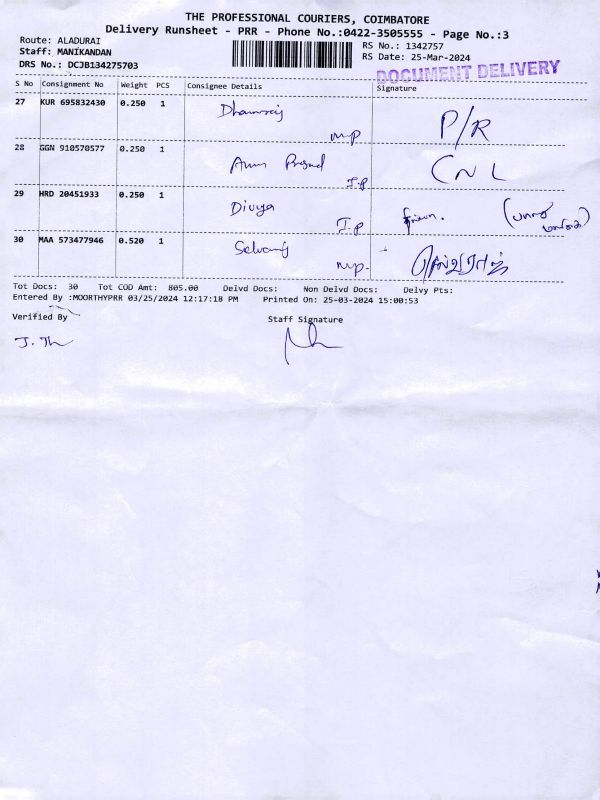 THE PROFESSIONAL COURIERS, COIMBATORE
Delivery Runsheet - PRR - Phone No.:0422-3505555 - Page No.:3
Route: ALADURAI
RS No.: 1342757
Staff: MANIKANDAN
RS Date: 25-Mar-2024
DRS No.: DCJB134275703
DOCUMENT DELIVERY
S No Consignment No Weight PCS Consignee Details Signature
27 KUR 695832430 0.250 1 Dhanraj P/R
mp
28 GGN 910570577 0.250 1 Arun Prasad CNL
I.p
29 HRD 20451933 0.250 1 Divya
I.p
30 MAA 573477946 0.520 1 Selvaraj செல்வராஜ்
mp.
Tot Docs: 30 Tot COD Amt: 805.00 Delvd Docs: Non Delvd Docs: Delvy Pts:
Entered By :MOORTHYPRR 03/25/2024 12:17:18 PM Printed On: 25-03-2024 15:00:53
Verified By Staff Signature